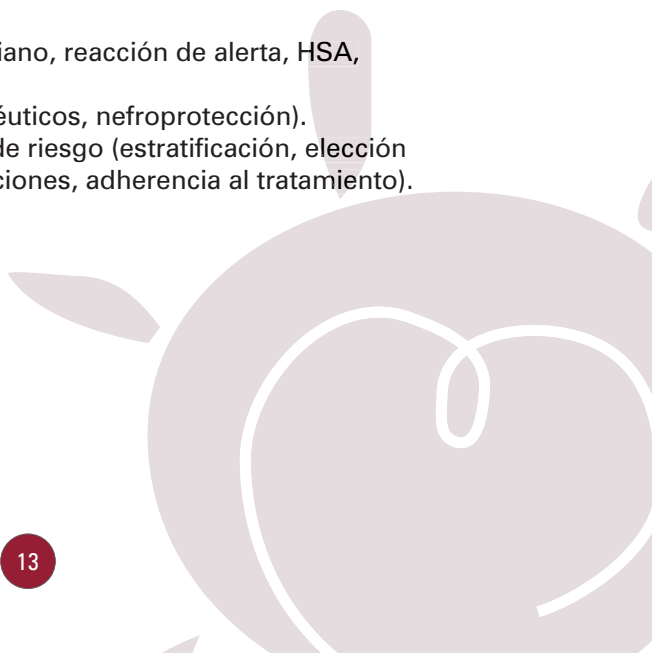 iano, reacción de alerta, HSA,
éuticos, nefroprotección).
de riesgo (estratificación, elección
ciones, adherencia al tratamiento).
13